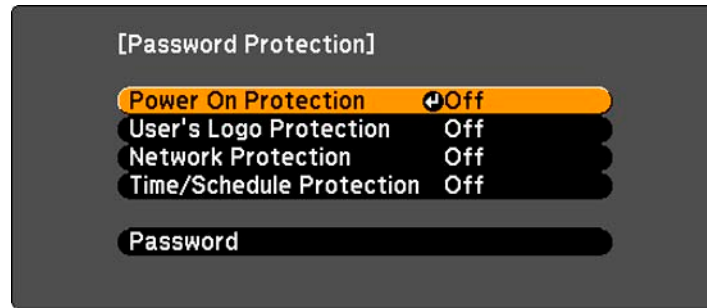 [Password Protection]
Power On Protection Off
User's Logo Protection Off
Network Protection Off
Time/Schedule Protection Off
Password